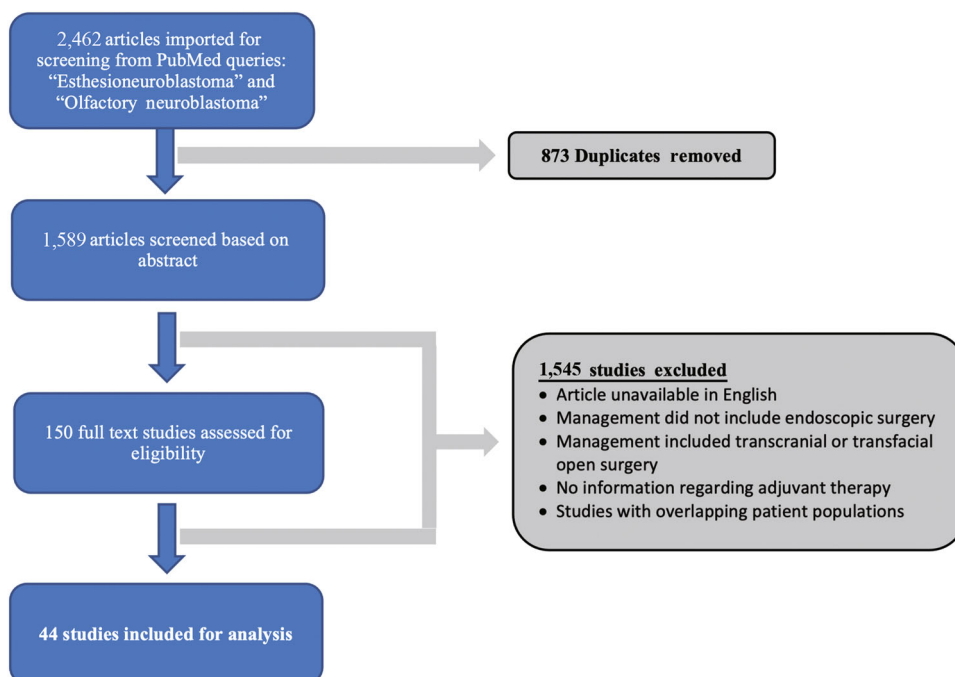 2,462 articles imported for
screening from PubMed queries:
“Esthesioneuroblastoma” and
“Olfactory neuroblastoma”
873 Duplicates removed
1,589 articles screened based on
abstract
150 full text studies assessed for
eligibility
1,545 studies excluded
• Article unavailable in English
• Management did not include endoscopic surgery
• Management included transcranial or transfacial
open surgery
• No information regarding adjuvant therapy
• Studies with overlapping patient populations
44 studies included for analysis